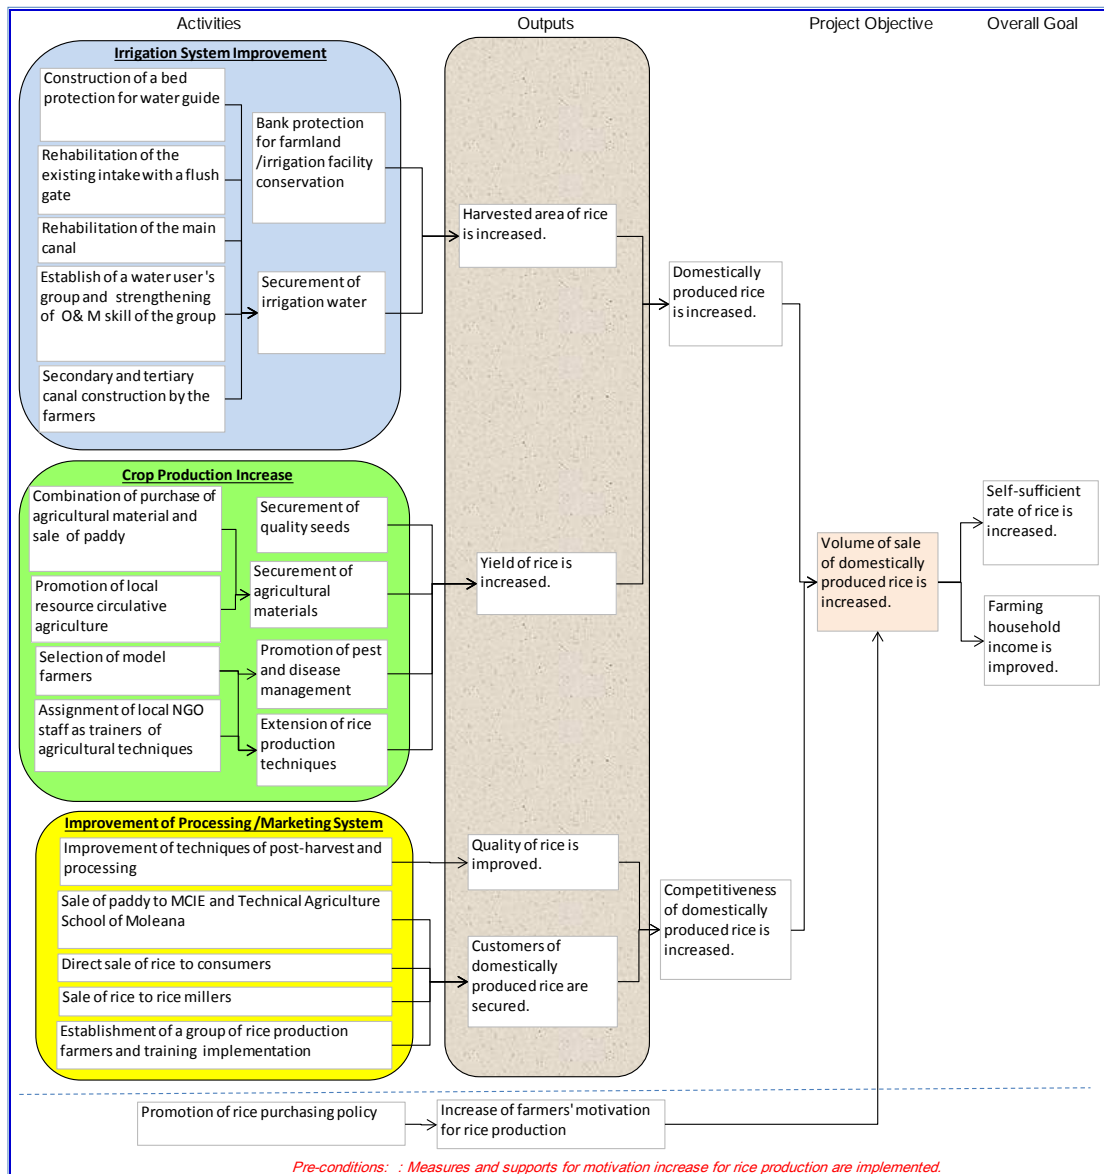 Activities
Outputs
Project Objective
Overall Goal
Irrigation System Improvement
Construction of a bed
protection for water guide
Rehabilitation of the
existing intake with a flush
gate
Rehabilitation of the main
canal
Establish of a water user's
group and strengthening
of O& M skill of the group
Secondary and tertiary
canal construction by the
farmers
Bank protection
for farmland
/irrigation facility
conservation
Securement of
irrigation water
Harvested area of rice
is increased.
Domestically
produced rice
is increased.
Crop Production Increase
Combination of purchase of
agricultural material and
sale of paddy
Promotion of local
resource circulative
agriculture
Selection of model
farmers
Assignment of local NGO
staff as trainers of
agricultural techniques
Securement of
quality seeds
Securement of
agricultural
materials
Promotion of pest
and disease
management
Extension of rice
production
techniques
Yield of rice is
increased.
Volume of sale
of domestically
produced rice is
increased.
Self-sufficient
rate of rice is
increased.
Farming
household
income is
improved.
Improvement of Processing /Marketing System
Improvement of techniques of post-harvest and
processing
Sale of paddy to MCIE and Technical Agriculture
School of Moleana
Direct sale of rice to consumers
Sale of rice to rice millers
Establishment of a group of rice production
farmers and training implementation
Quality of rice is
improved.
Customers of
domestically
produced rice are
secured.
Competitiveness
of domestically
produced rice is
increased.
Promotion of rice purchasing policy
Increase of farmers' motivation
for rice production
Pre-conditions: : Measures and supports for motivation increase for rice production are implemented.